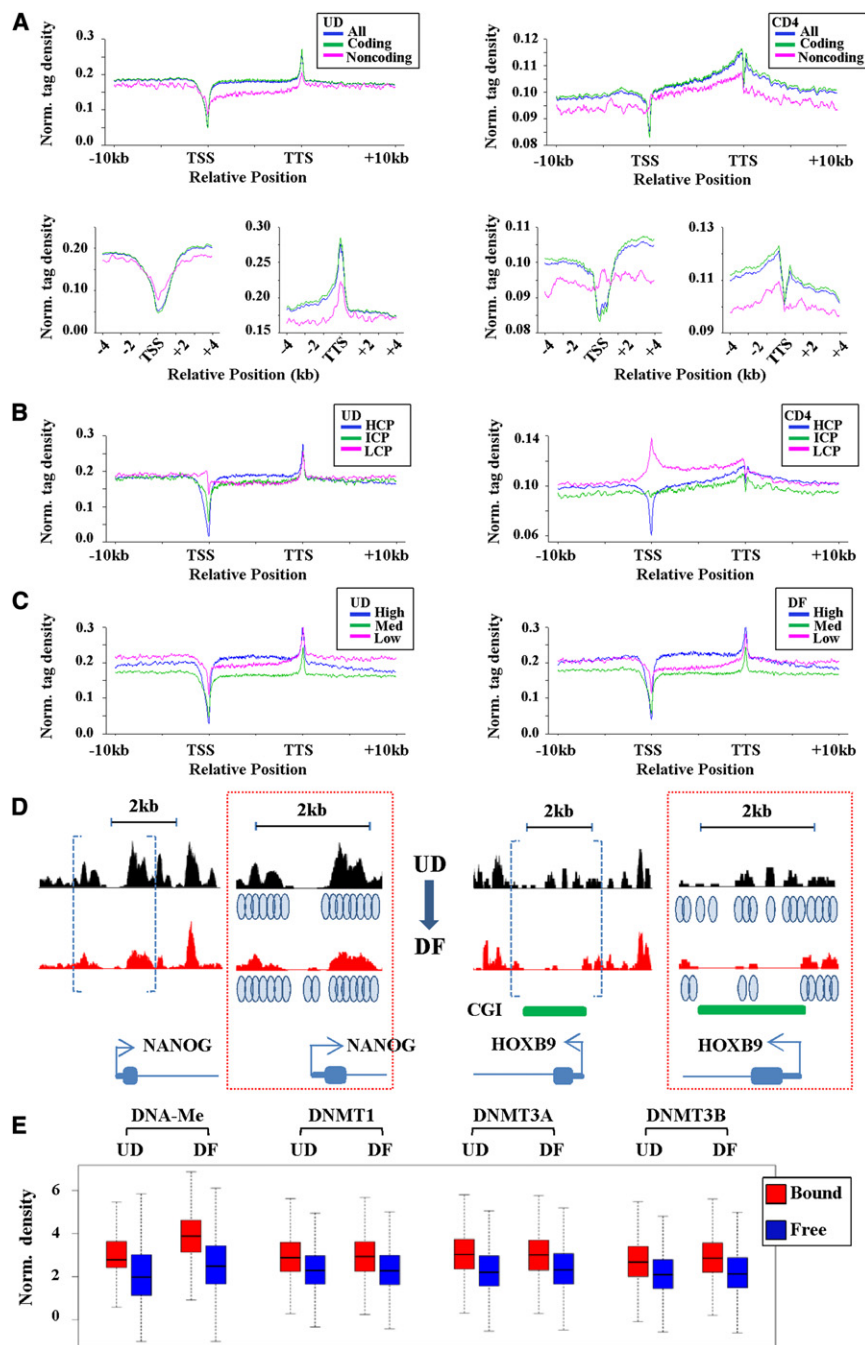 A
UD
All
Coding
Noncoding
Norm. tag density
0.3
0.2
0.1
0.0
-10kb TSS TTS +10kb
Relative Position
CD4
All
Coding
Noncoding
Norm. tag density
0.12
0.11
0.10
0.09
0.08
-10kb TSS TTS +10kb
Relative Position
Norm. tag density
0.20
0.10
0.00
-4 -2 TSS +2 +4
0.30
0.25
0.20
0.15
-4 -2 TTS +2 +4
Relative Position (kb)
Norm. tag density
0.11
0.10
0.09
0.08
-4 -2 TSS +2 +4
0.13
0.11
0.09
-4 -2 TTS +2 +4
Relative Position (kb)
B
UD
HCP
ICP
LCP
Norm. tag density
0.3
0.2
0.1
0.0
-10kb TSS TTS +10kb
Relative Position
CD4
HCP
ICP
LCP
Norm. tag density
0.14
0.10
0.06
-10kb TSS TTS +10kb
Relative Position
C
UD
High
Med
Low
Norm. tag density
0.3
0.2
0.1
0.0
-10kb TSS TTS +10kb
Relative Position
DF
High
Med
Low
Norm. tag density
0.3
0.2
0.1
0.0
-10kb TSS TTS +10kb
Relative Position
D
2kb
2kb
UD
DF
2kb
2kb
CGI
NANOG
NANOG
HOXB9
HOXB9
E
DNA-Me DNMT1 DNMT3A DNMT3B
UD DF UD DF UD DF UD DF
Norm. density
6
4
2
0
Bound
Free